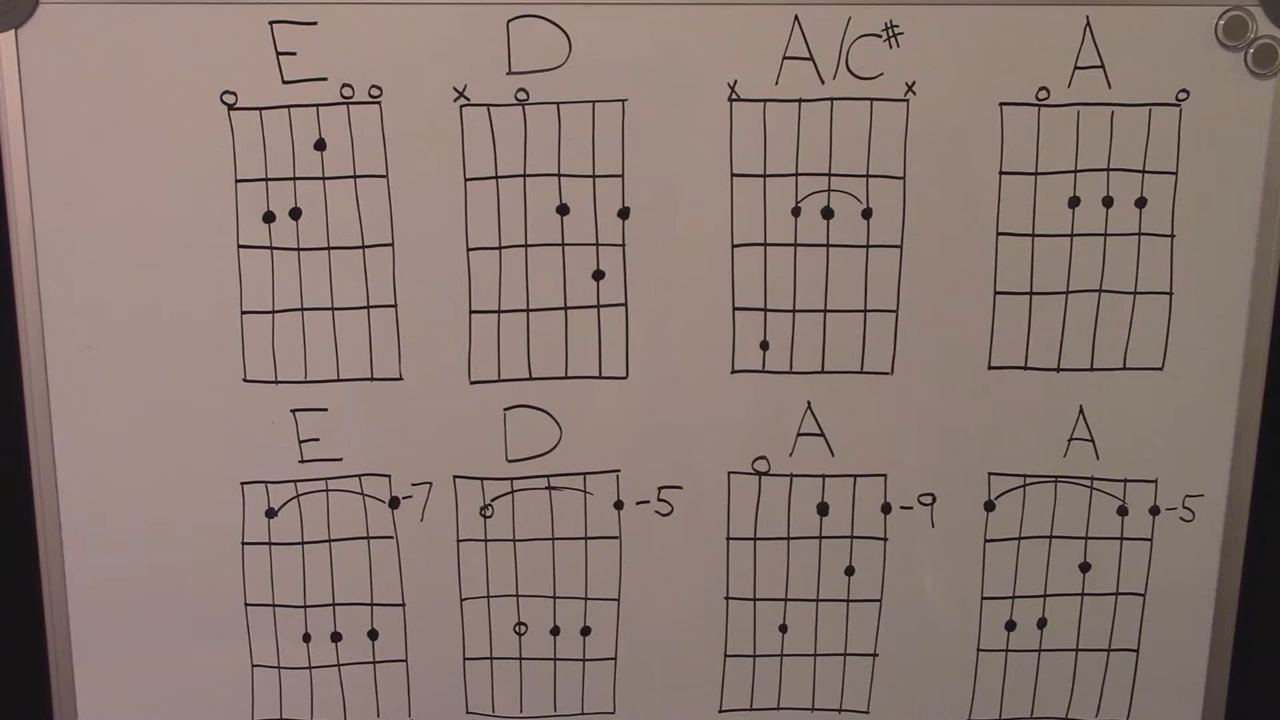 E D A/C# A
o o o x o x x o o
E D A A
o
-7 -5 -9 -5